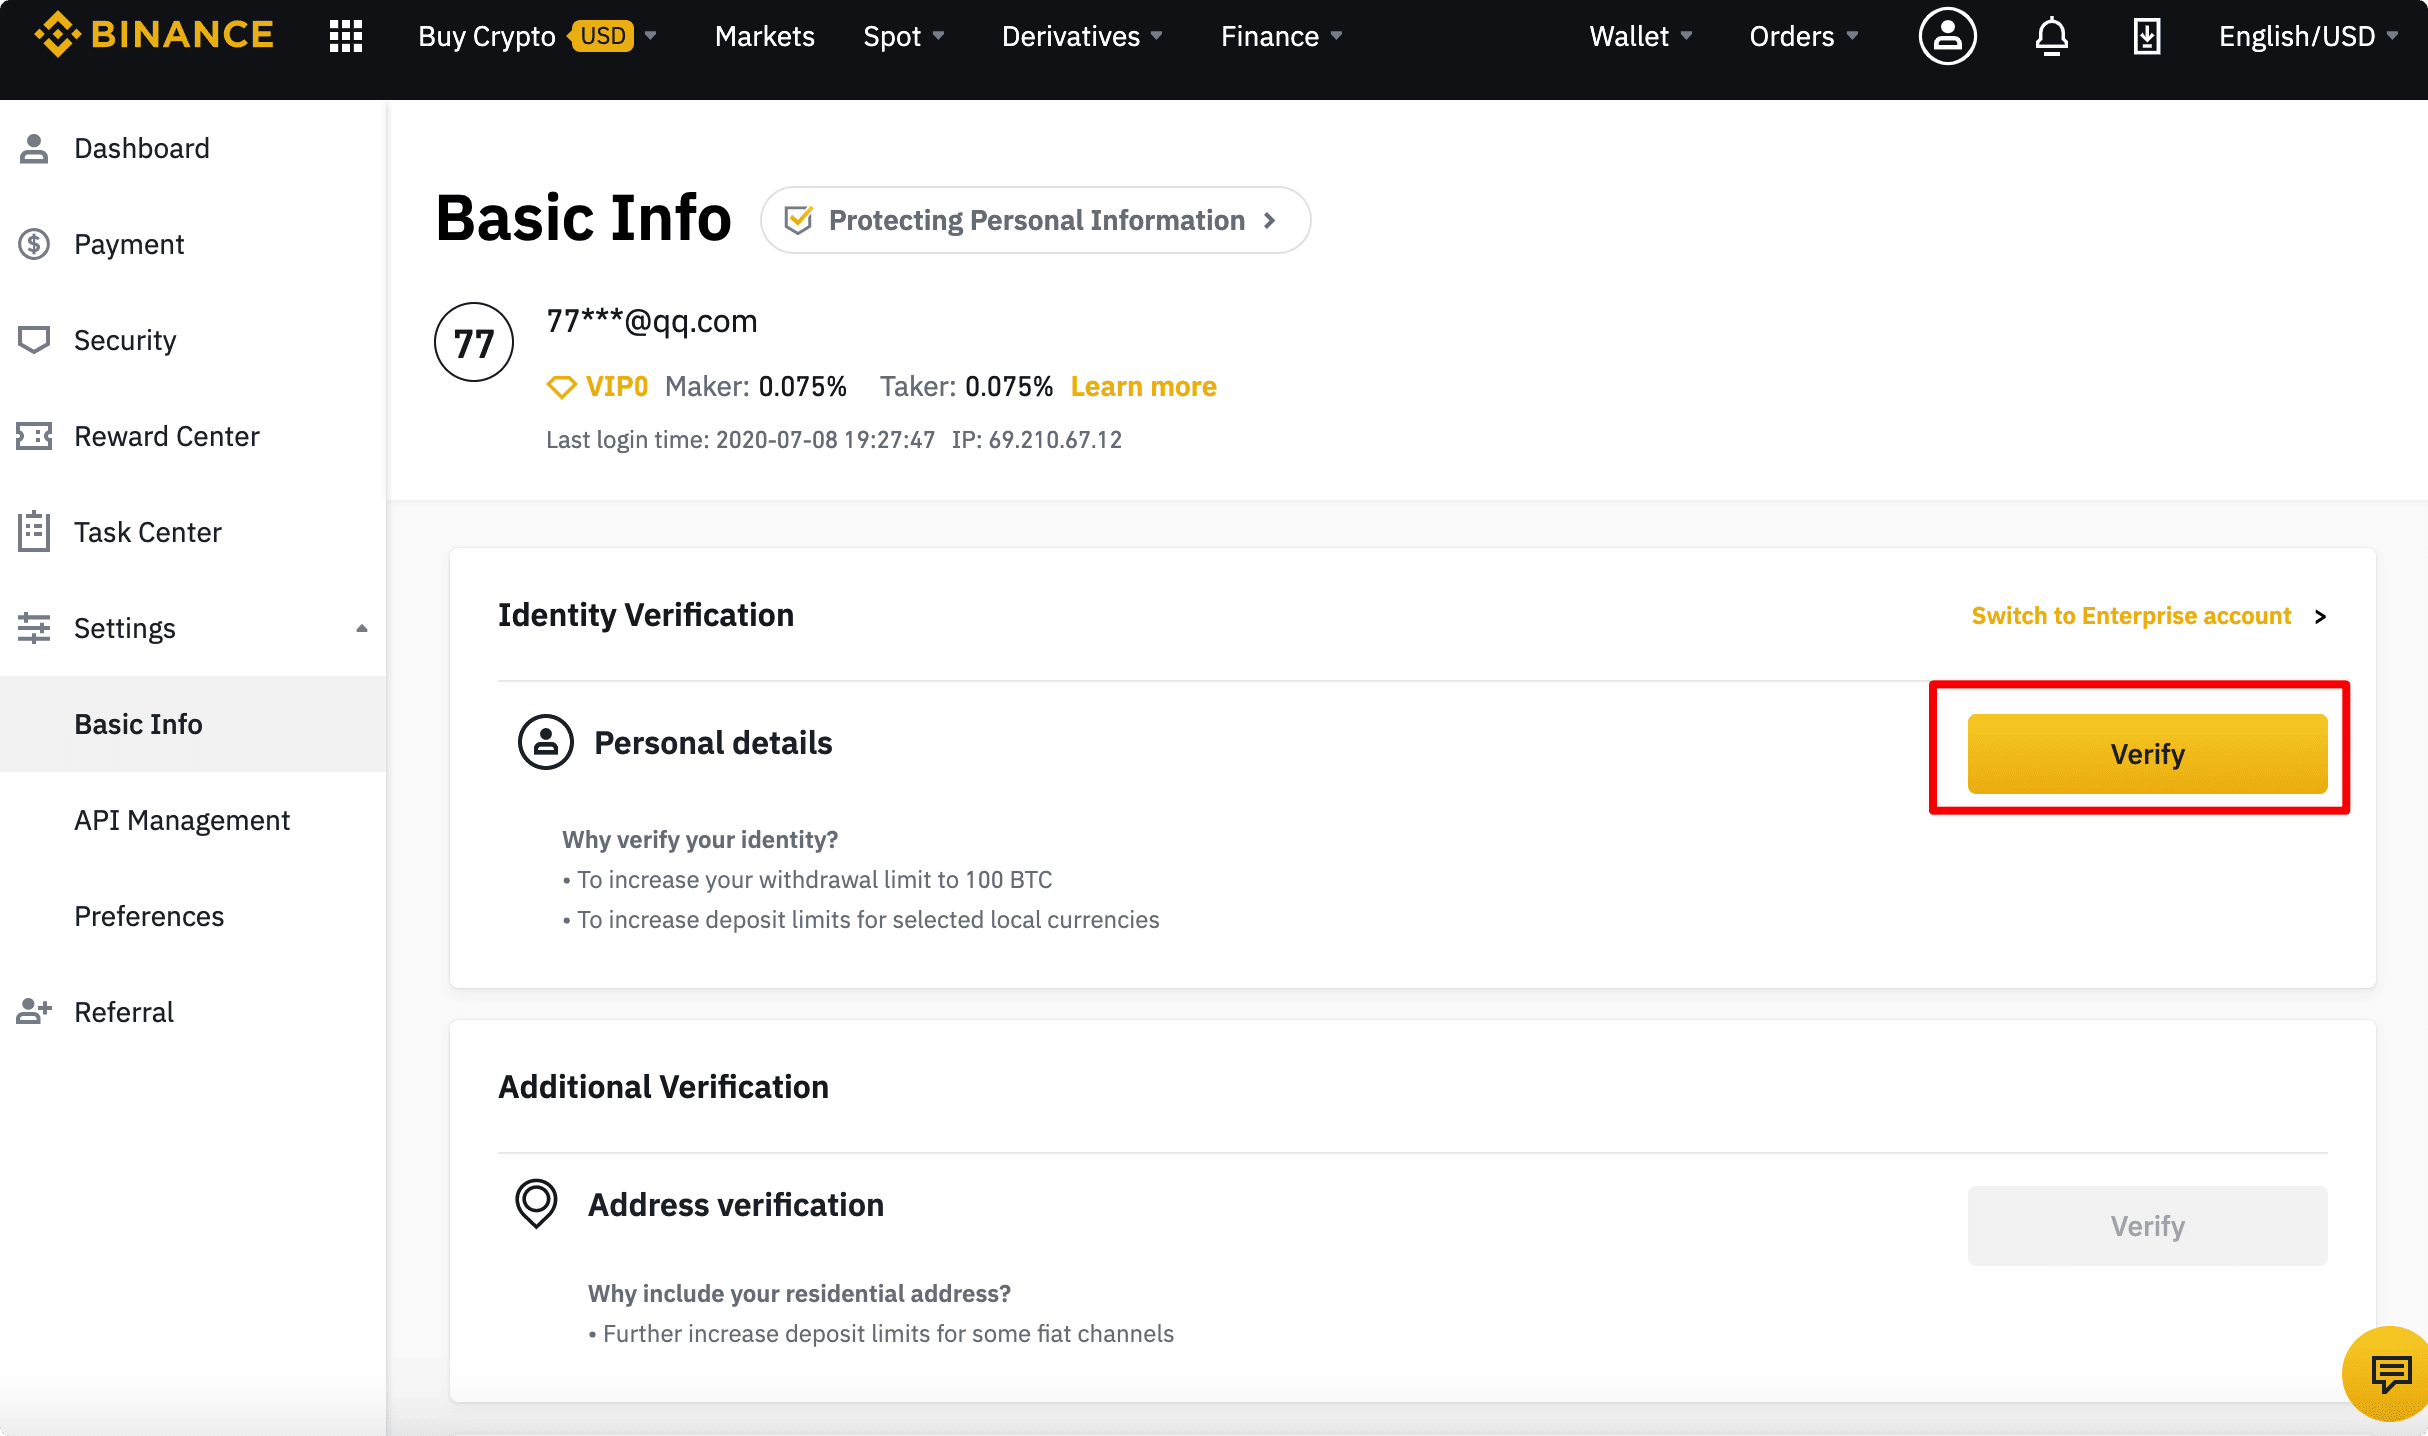 BINANCE
Buy Crypto USD Markets Spot Derivatives Finance Wallet Orders English/USD
Dashboard
Payment
Security
Reward Center
Task Center
Settings
Basic Info
API Management
Preferences
Referral
Basic Info
Protecting Personal Information
77
77***@qq.com
VIP0 Maker: 0.075% Taker: 0.075% Learn more
Last login time: 2020-07-08 19:27:47 IP: 69.210.67.12
Identity Verification
Switch to Enterprise account >
Personal details
Verify
Why verify your identity?
• To increase your withdrawal limit to 100 BTC
• To increase deposit limits for selected local currencies
Additional Verification
Address verification
Verify
Why include your residential address?
• Further increase deposit limits for some fiat channels